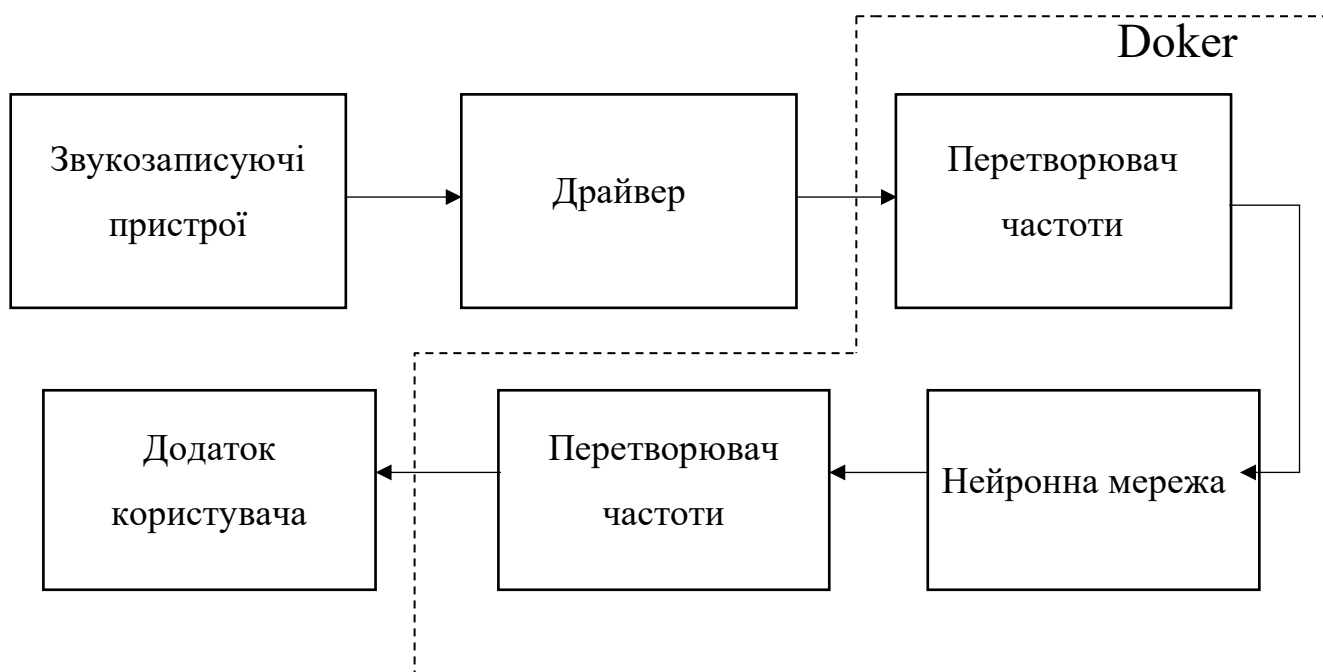 Doker
Звукозаписуючі
пристрої
Драйвер
Перетворювач
частоти
Додаток
користувача
Перетворювач
частоти
Нейронна мережа